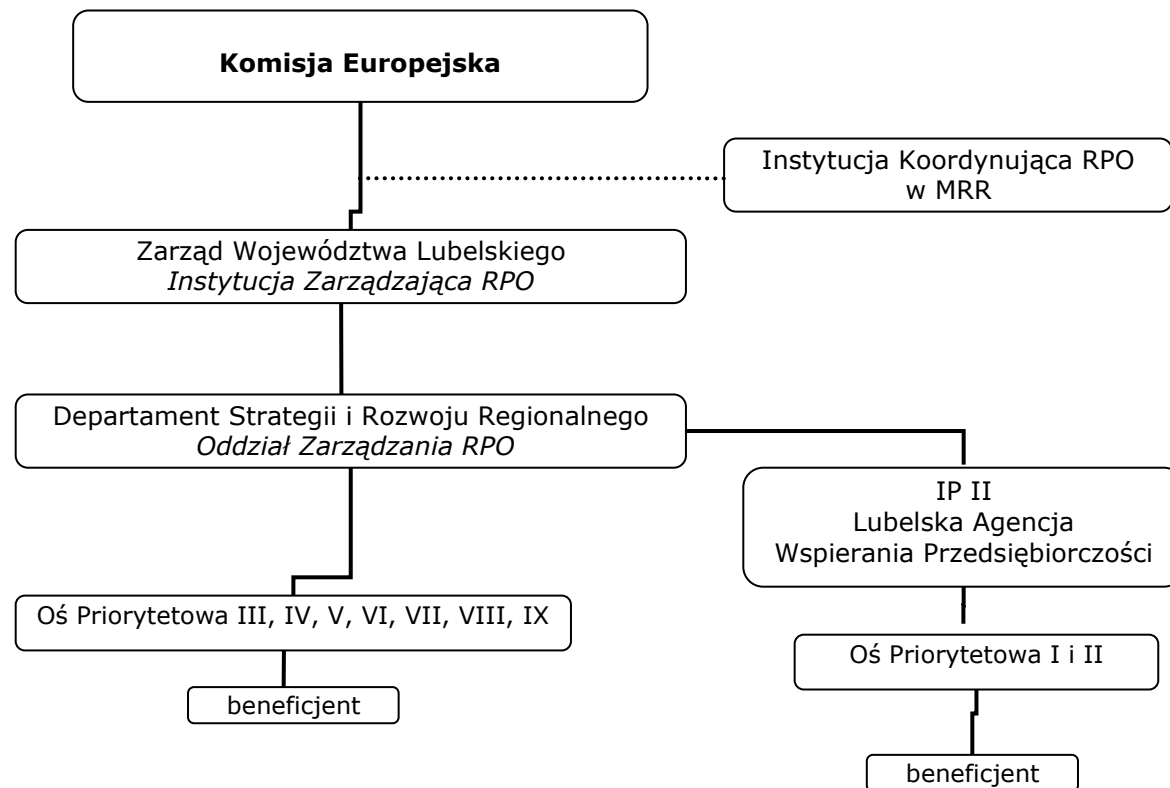 Komisja Europejska
Instytucja Koordynująca RPO
w MRR
Zarząd Województwa Lubelskiego
Instytucja Zarządzająca RPO
Departament Strategii i Rozwoju Regionalnego
Oddział Zarządzania RPO
IP II
Lubelska Agencja
Wspierania Przedsiębiorczości
Oś Priorytetowa III, IV, V, VI, VII, VIII, IX
Oś Priorytetowa I i II
beneficjent
beneficjent